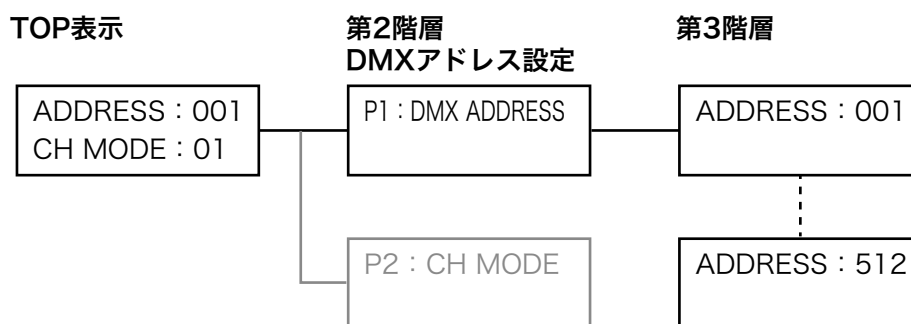 TOP表示
第2階層
DMXアドレス設定
第3階層
ADDRESS：001
CH MODE：01
P1：DMX ADDRESS
ADDRESS：001
P2：CH MODE
ADDRESS：512